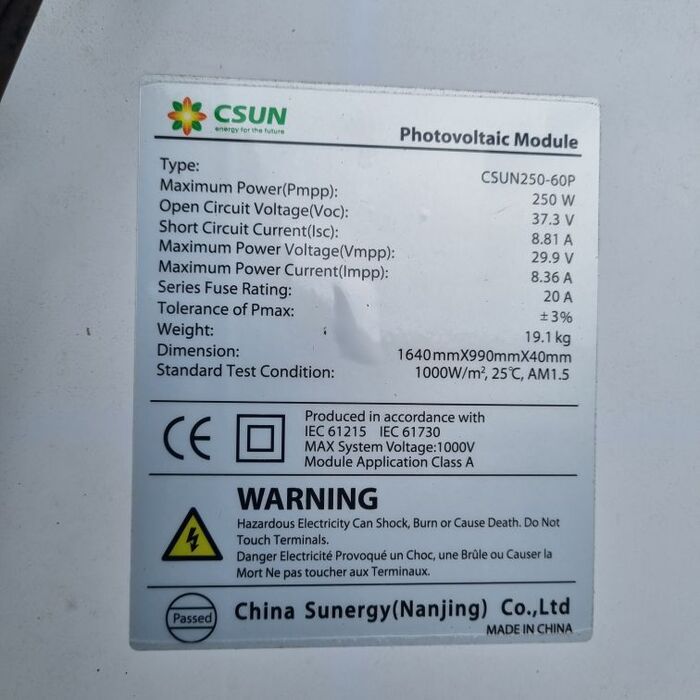 CSUN
energy for the future
Photovoltaic Module
Type: CSUN250-60P
Maximum Power(Pmpp): 250 W
Open Circuit Voltage(Voc): 37.3 V
Short Circuit Current(Isc): 8.81 A
Maximum Power Voltage(Vmpp): 29.9 V
Maximum Power Current(Impp): 8.36 A
Series Fuse Rating: 20 A
Tolerance of Pmax: ±3%
Weight: 19.1 kg
Dimension: 1640mmX990mmX40mm
Standard Test Condition: 1000W/m², 25℃, AM1.5
CE
Produced in accordance with
IEC 61215 IEC 61730
MAX System Voltage:1000V
Module Application Class A
WARNING
Hazardous Electricity Can Shock, Burn or Cause Death. Do Not
Touch Terminals.
Danger Electricité Provoqué un Choc, une Brûle ou Causer la
Mort Ne pas toucher aux Terminaux.
Passed
China Sunergy(Nanjing) Co.,Ltd
MADE IN CHINA